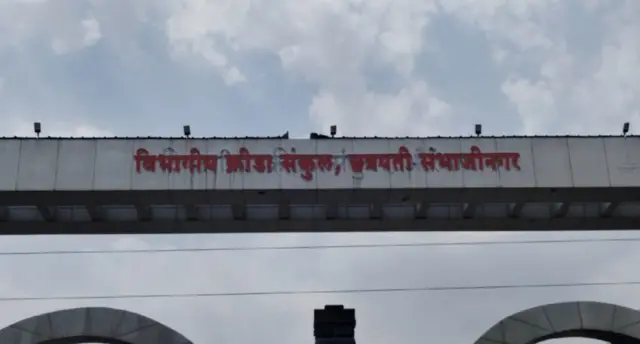 विभागीय क्रीडा संकुल, छत्रपती संभाजीनगर